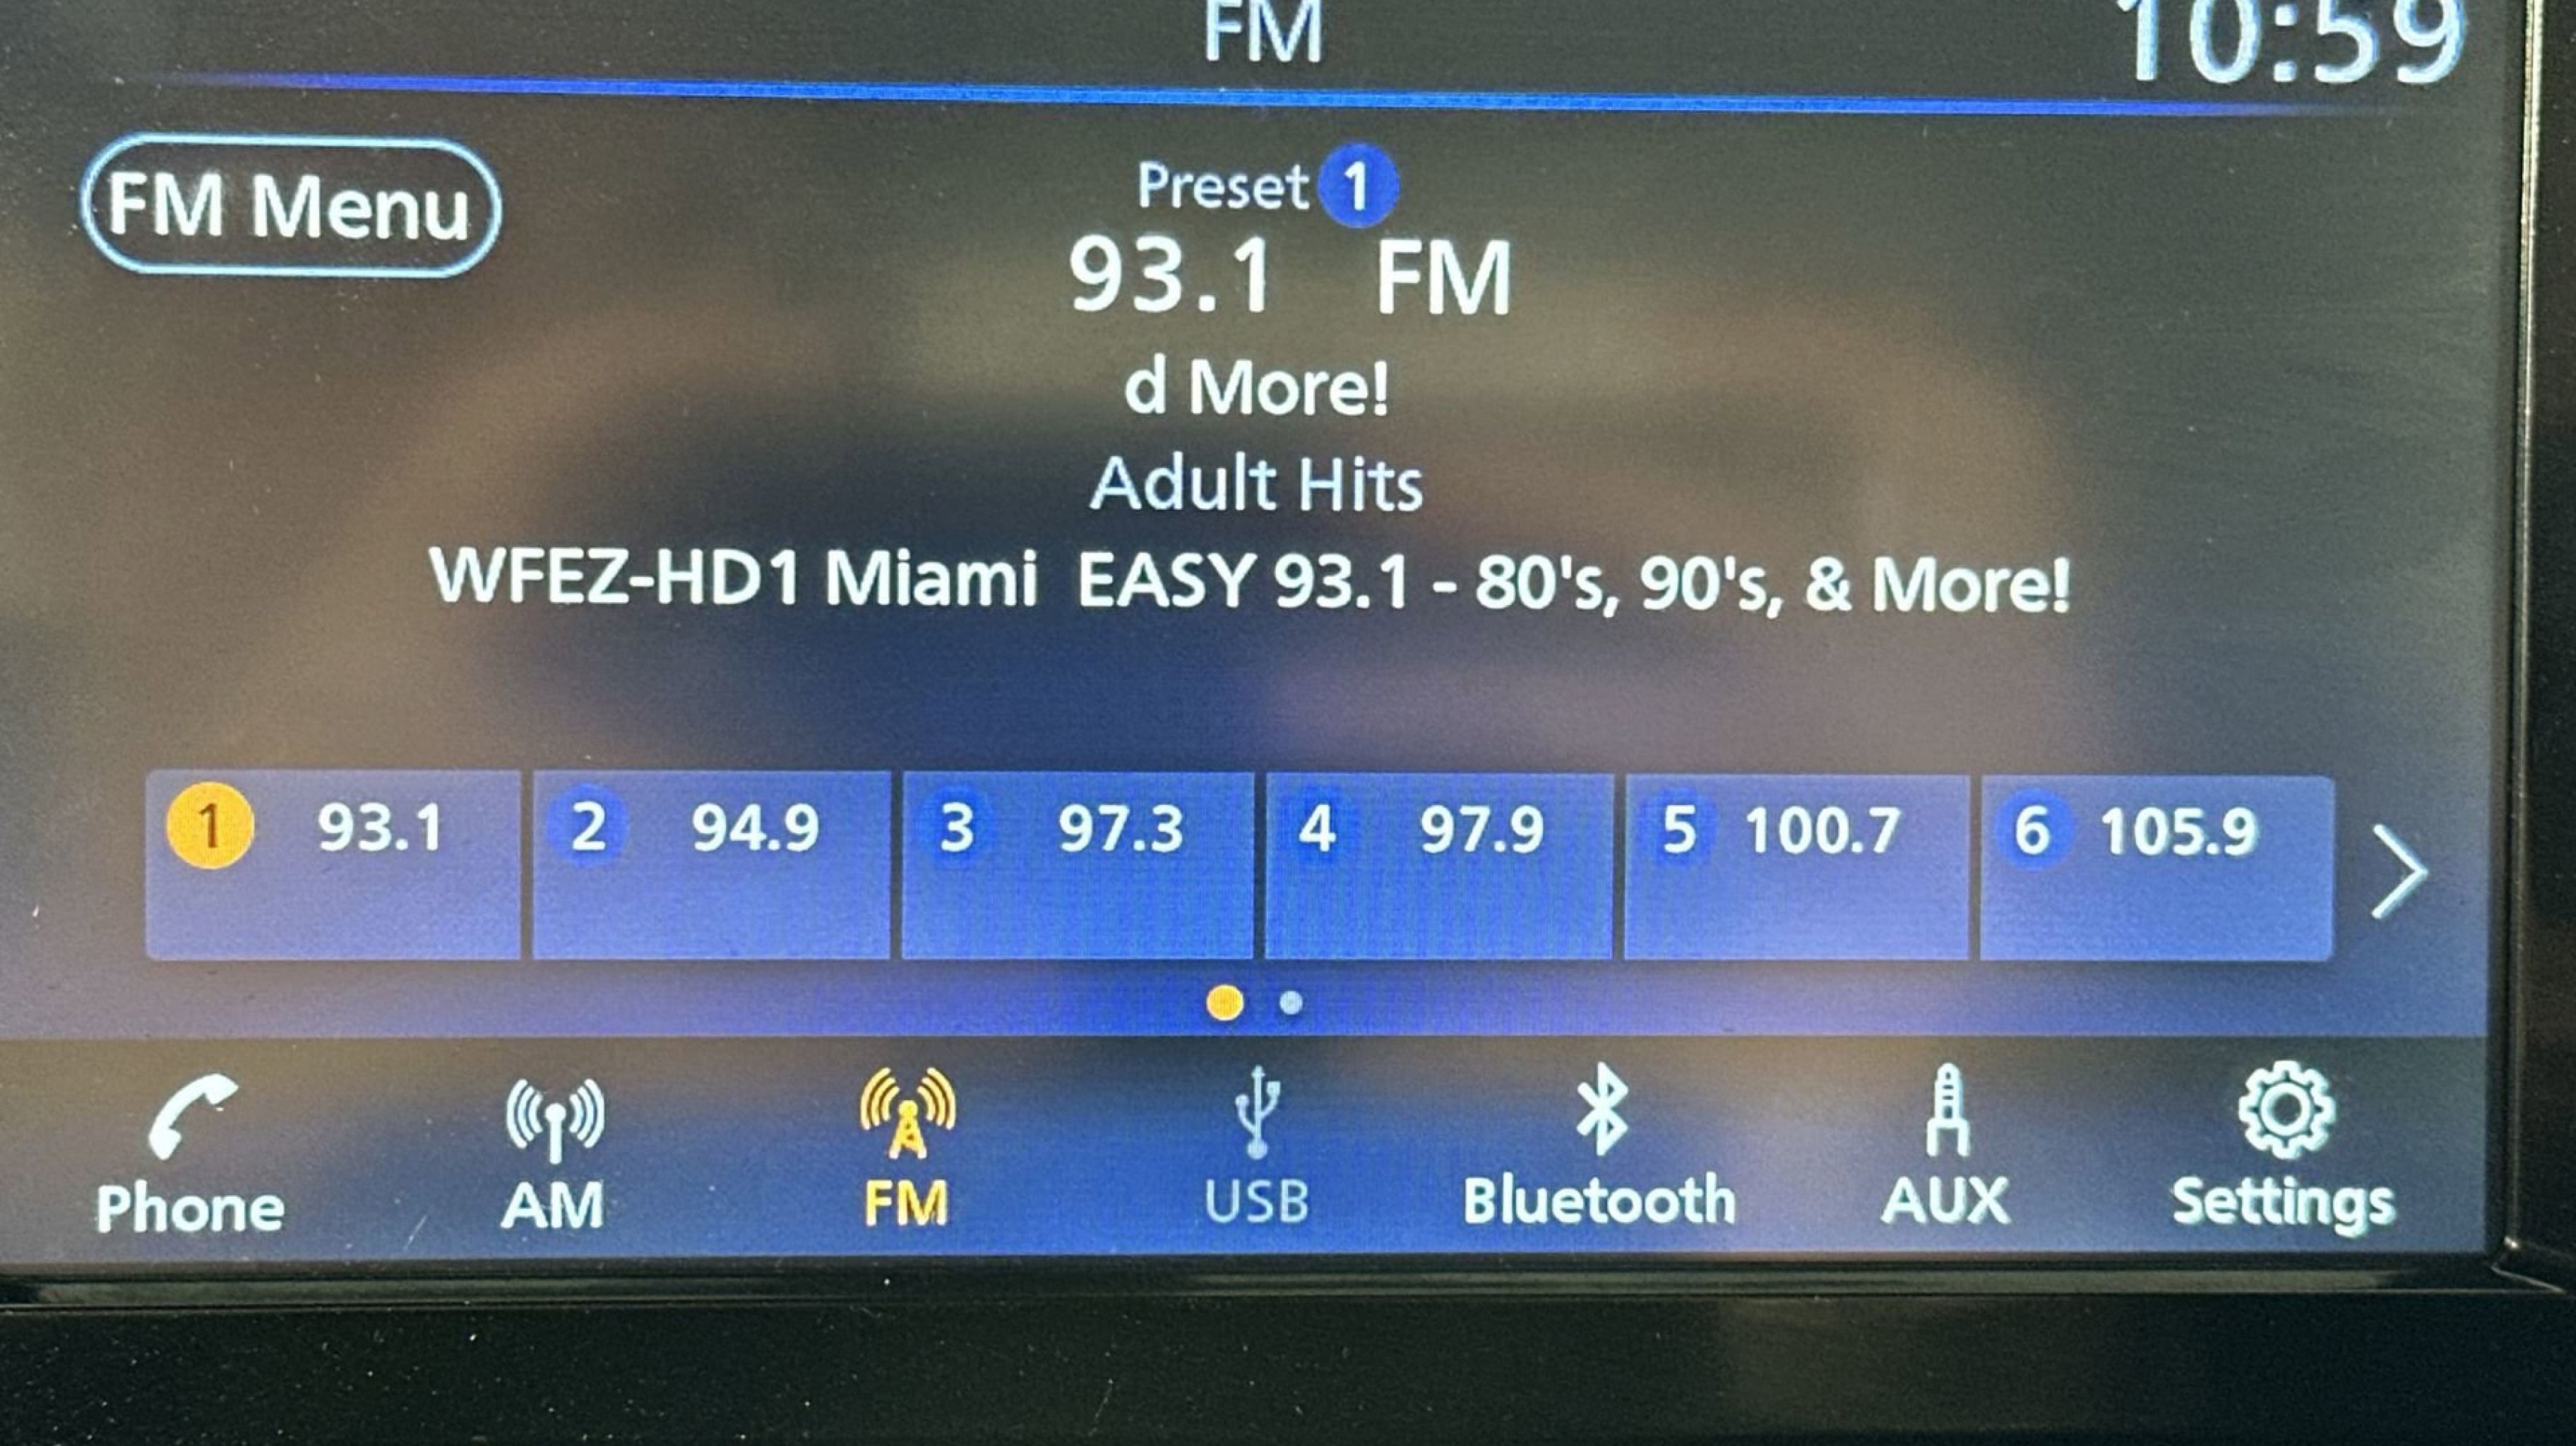 FM
10:59
FM Menu
Preset 1
93.1 FM
d More!
Adult Hits
WFEZ-HD1 Miami EASY 93.1 - 80's, 90's, & More!
1 93.1 2 94.9 3 97.3 4 97.9 5 100.7 6 105.9
Phone AM FM USB Bluetooth AUX Settings